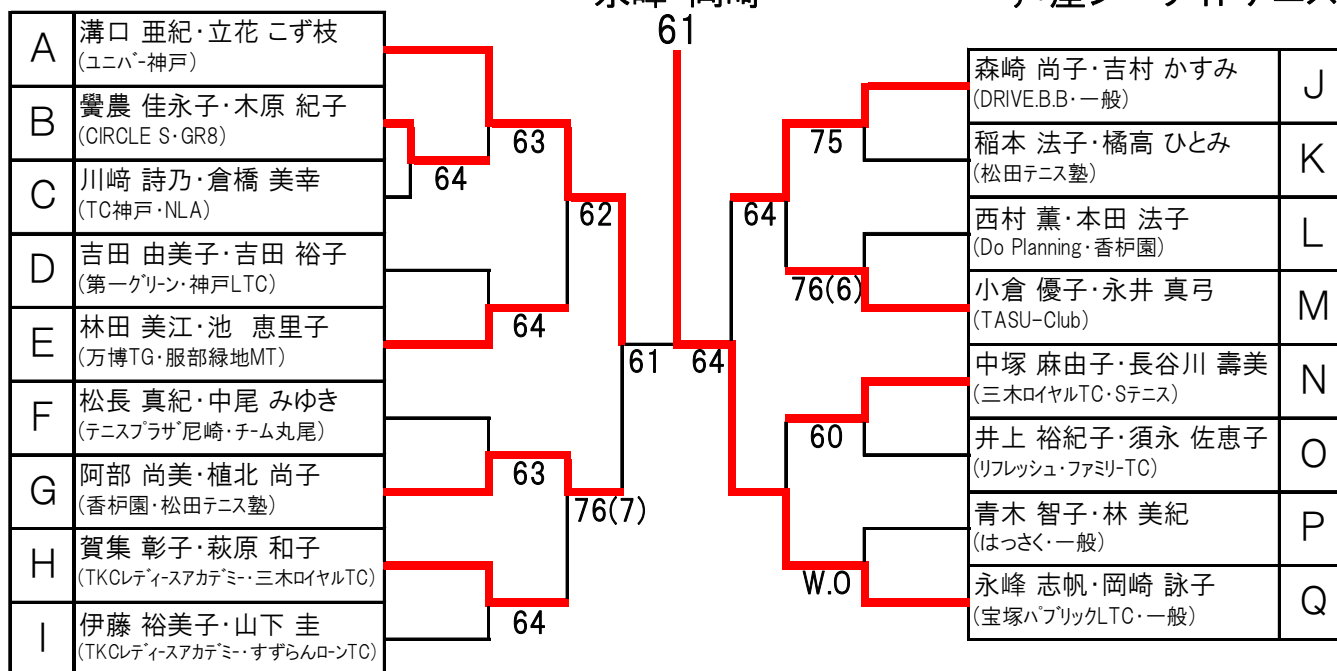 61
A
溝口 亜紀・立花 こず枝
(ユニバー神戸)
B
鸒農 佳永子・木原 紀子
(CIRCLE S・GR8)
C
川﨑 詩乃・倉橋 美幸
(TC神戸・NLA)
D
吉田 由美子・吉田 裕子
(第一グリーン・神戸LTC)
E
林田 美江・池 恵里子
(万博TG・服部緑地MT)
F
松長 真紀・中尾 みゆき
(テニスプラザ尼崎・チーム丸尾)
G
阿部 尚美・植北 尚子
(香枦園・松田テニス塾)
H
賀集 彰子・萩原 和子
(TKCレディースアカデミー・三木ロイヤルTC)
I
伊藤 裕美子・山下 圭
(TKCレディースアカデミー・すずらんローンTC)
64
63
64
63
64
62
76(7)
61
64
64
75
76(6)
60
W.O
森崎 尚子・吉村 かすみ
(DRIVE.B.B・一般)
J
稲本 法子・橘高 ひとみ
(松田テニス塾)
K
西村 薫・本田 法子
(Do Planning・香枦園)
L
小倉 優子・永井 真弓
(TASU-Club)
M
中塚 麻由子・長谷川 壽美
(三木ロイヤルTC・Sテニス)
N
井上 裕紀子・須永 佐恵子
(リフレッシュ・ファミリーTC)
O
青木 智子・林 美紀
(はっさく・一般)
P
永峰 志帆・岡崎 詠子
(宝塚パブリックLTC・一般)
Q